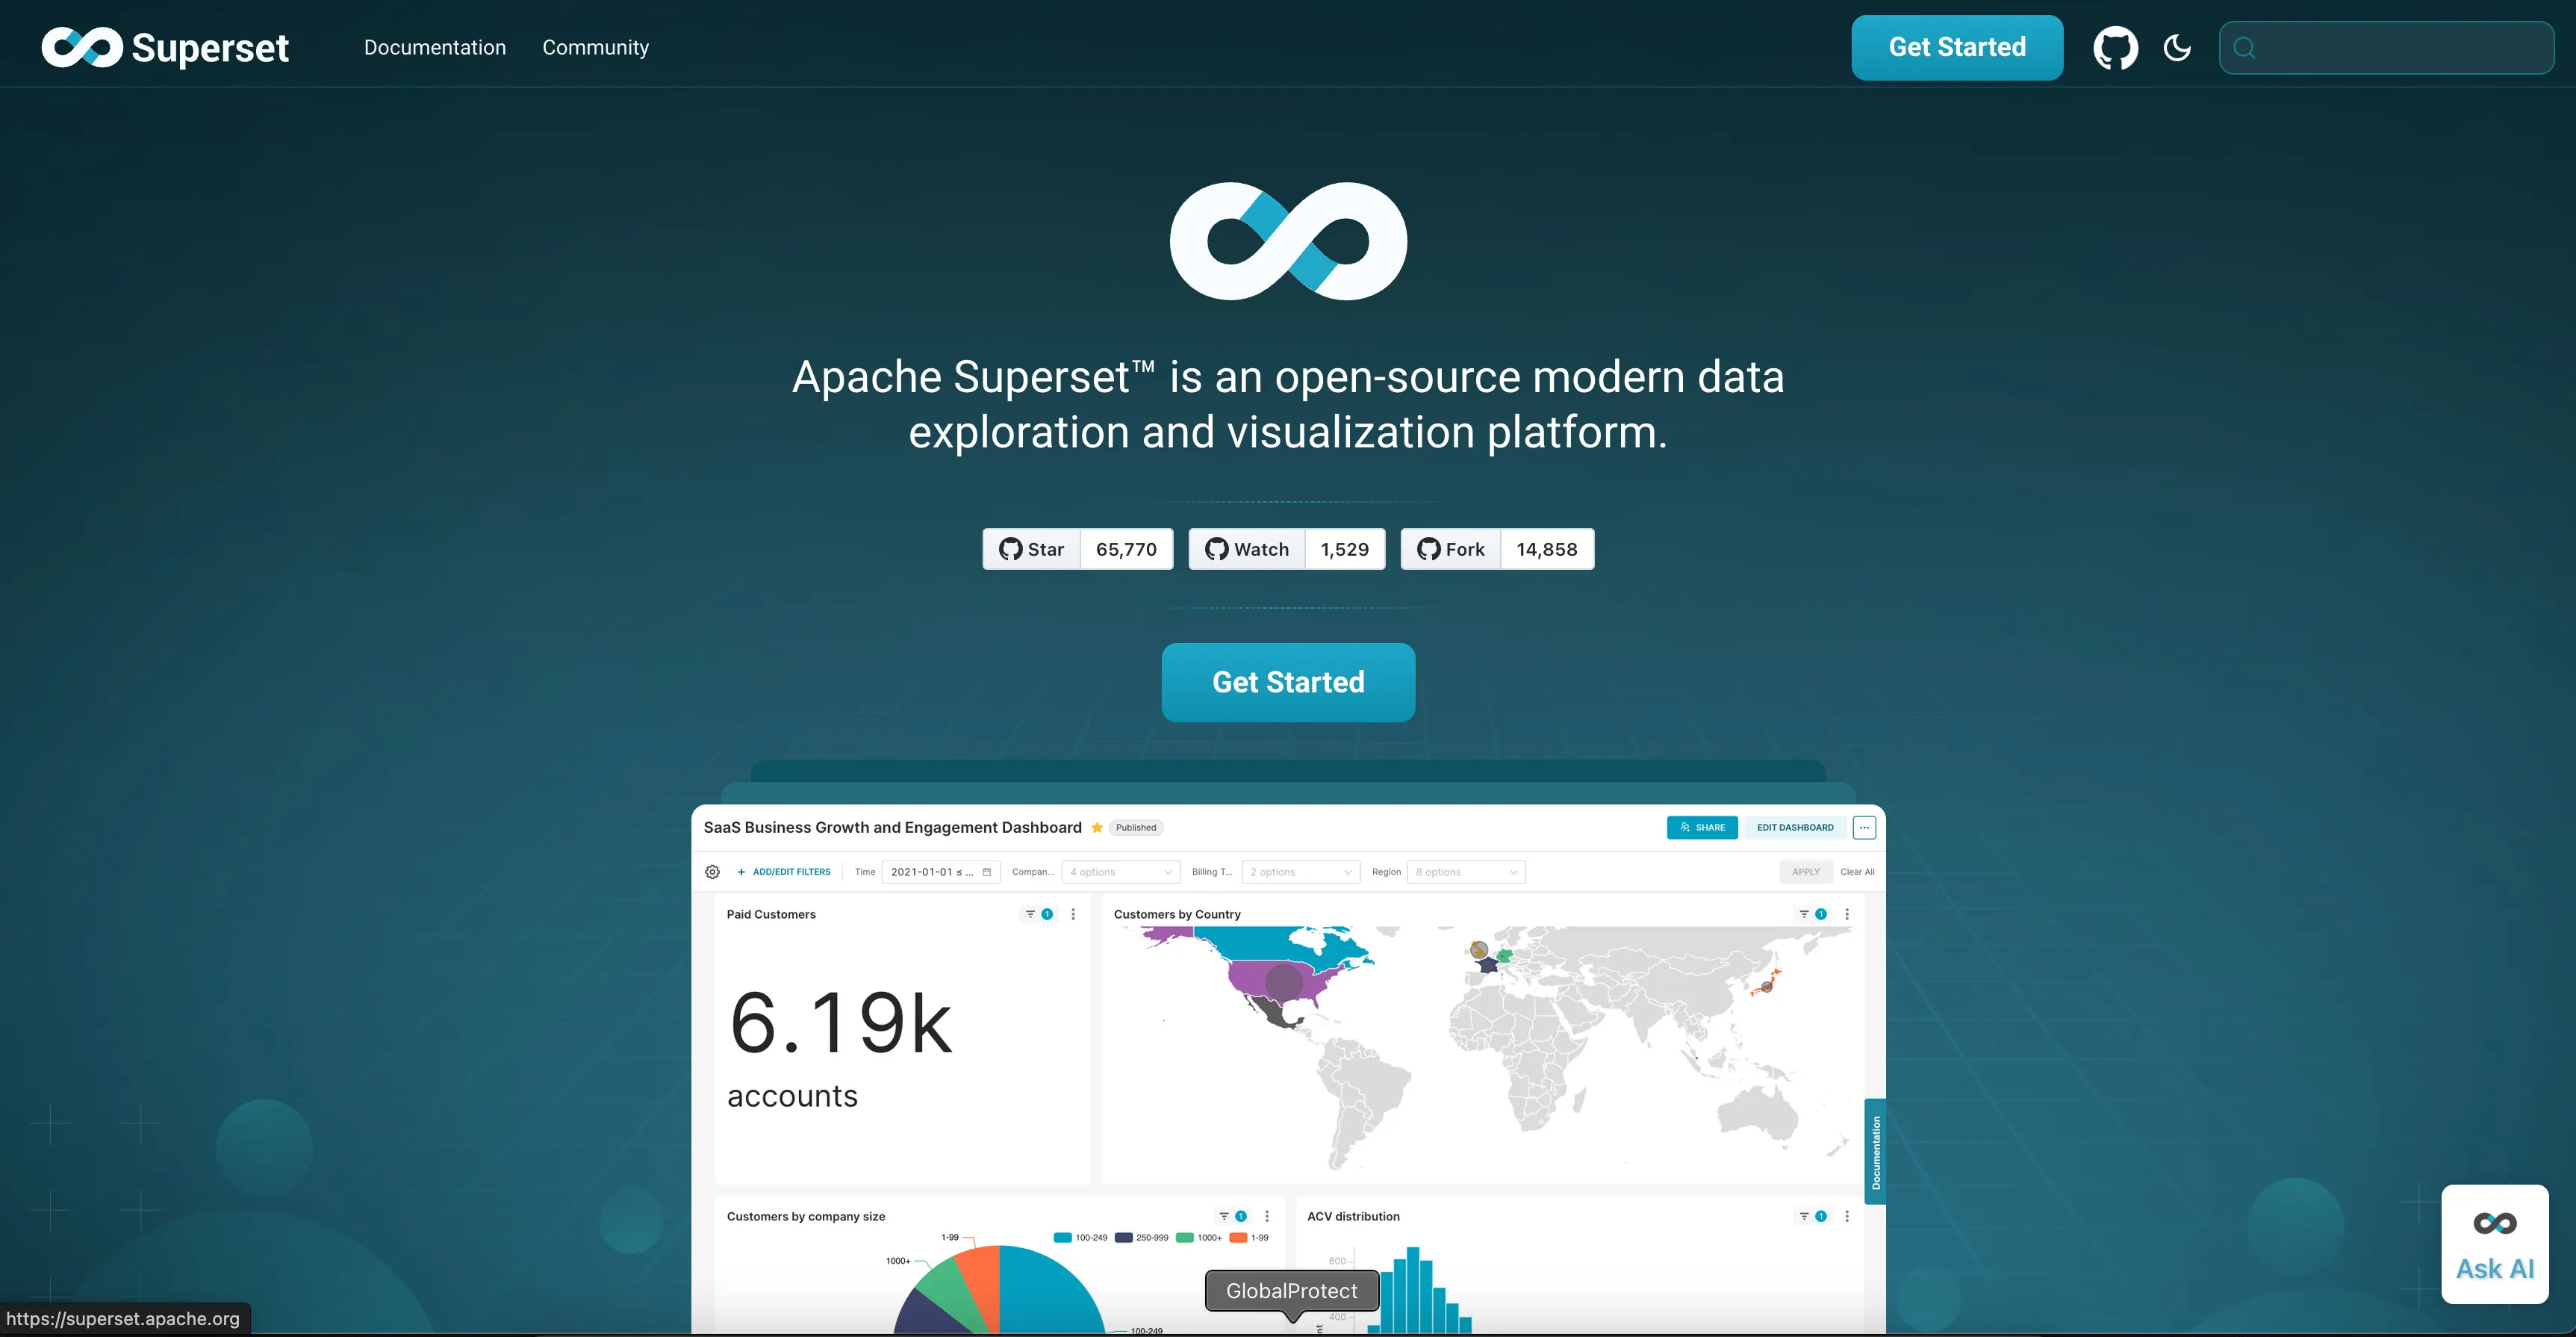 Superset
Documentation
Community
Get Started
Apache Superset™ is an open-source modern data
exploration and visualization platform.
Star 65,770
Watch 1,529
Fork 14,858
Get Started
SaaS Business Growth and Engagement Dashboard
Published
SHARE
EDIT DASHBOARD
...
+ ADD/EDIT FILTERS
Time
2021-01-01 ≤ ...
Compan...
4 options
Billing T...
2 options
Region
8 options
APPLY
Clear All
Paid Customers
1
6.19k
accounts
Customers by Country
1
Documentation
Customers by company size
1
100-249
250-999
1000+
1-99
1-99
1000+
100-249
ACV distribution
1
600
400
GlobalProtect
Ask AI
https://superset.apache.org